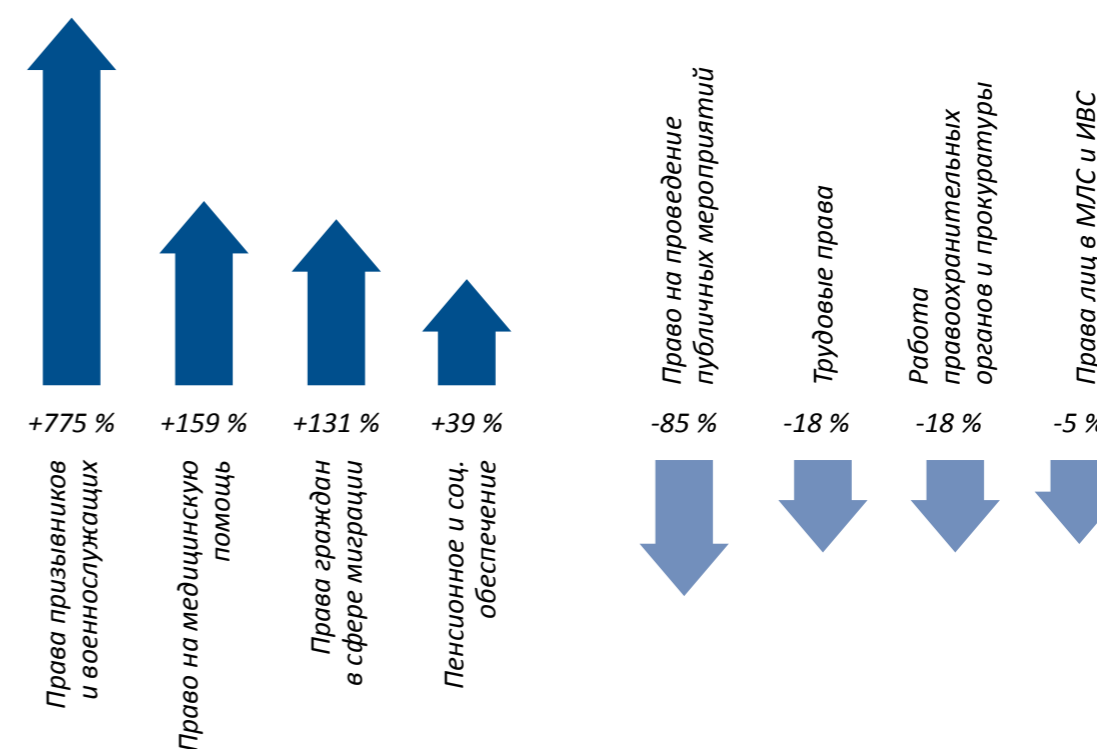 +775 %
Права призывников
и военнослужащих
+159 %
Право на медицинскую
помощь
+131 %
Права граждан
в сфере миграции
+39 %
Пенсионное и соц.
обеспечение
Право на проведение
публичных мероприятий
-85 %
Трудовые права
-18 %
Работа
правоохранительных
органов и прокуратуры
-18 %
Права лиц в МЛС и ИВС
-5 %